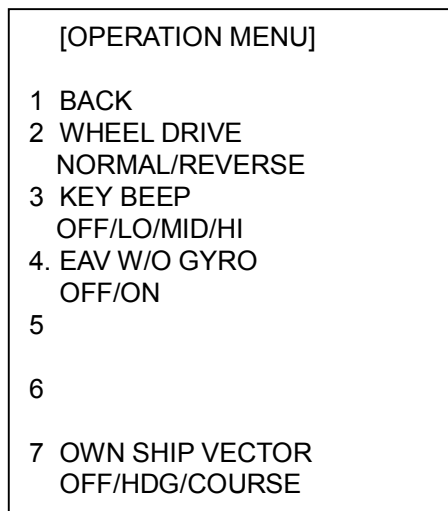 [OPERATION MENU]
1 BACK
2 WHEEL DRIVE
NORMAL/REVERSE
3 KEY BEEP
OFF/LO/MID/HI
4. EAV W/O GYRO
OFF/ON
5
6
7 OWN SHIP VECTOR
OFF/HDG/COURSE